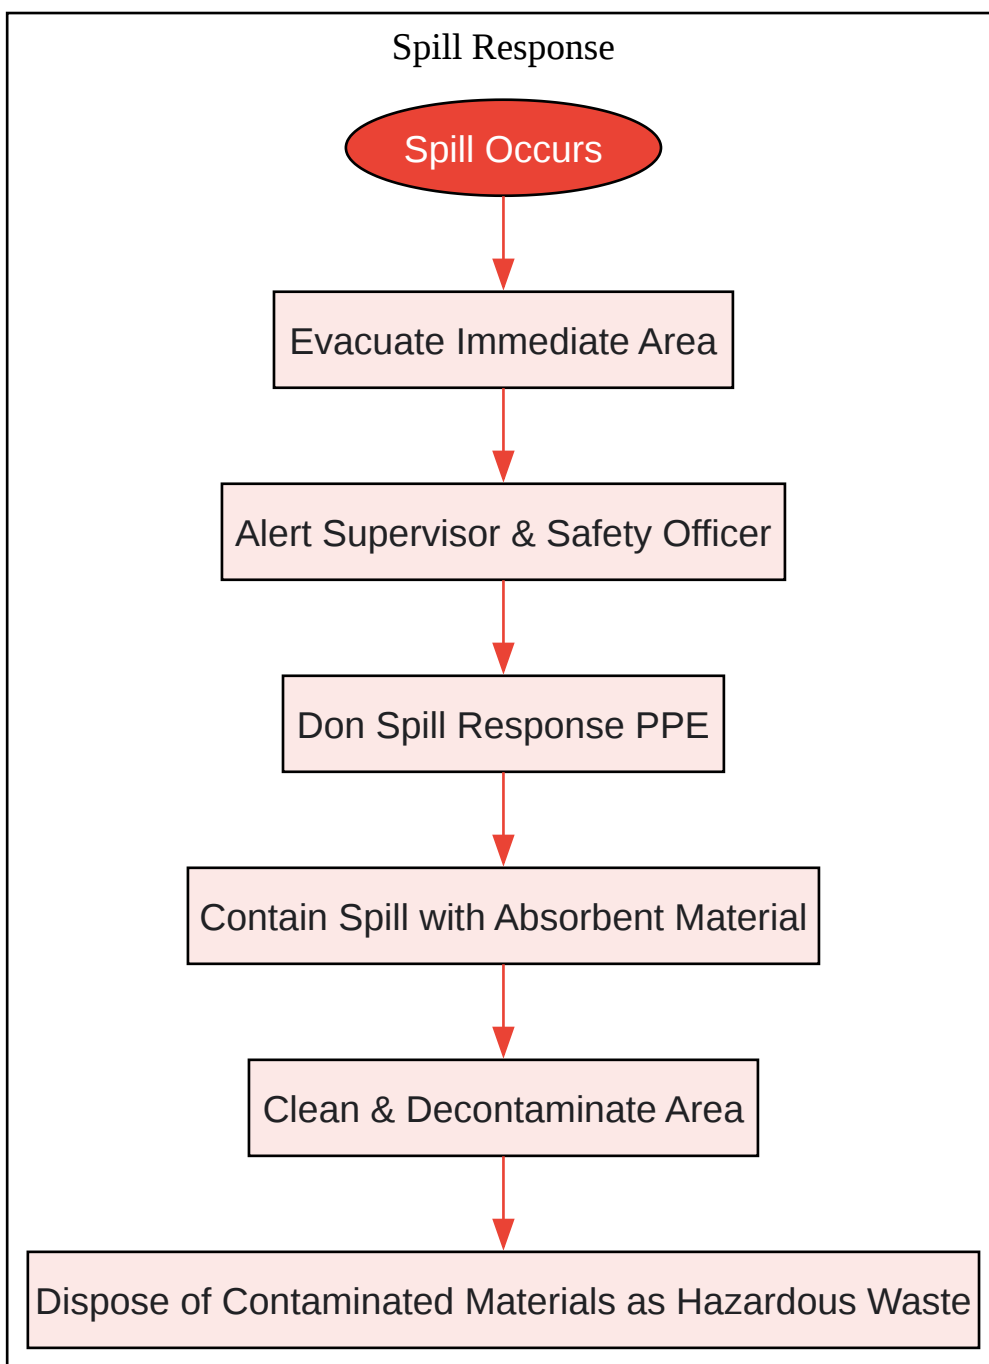 Spill Response
Spill Occurs
Evacuate Immediate Area
Alert Supervisor & Safety Officer
Don Spill Response PPE
Contain Spill with Absorbent Material
Clean & Decontaminate Area
Dispose of Contaminated Materials as Hazardous Waste